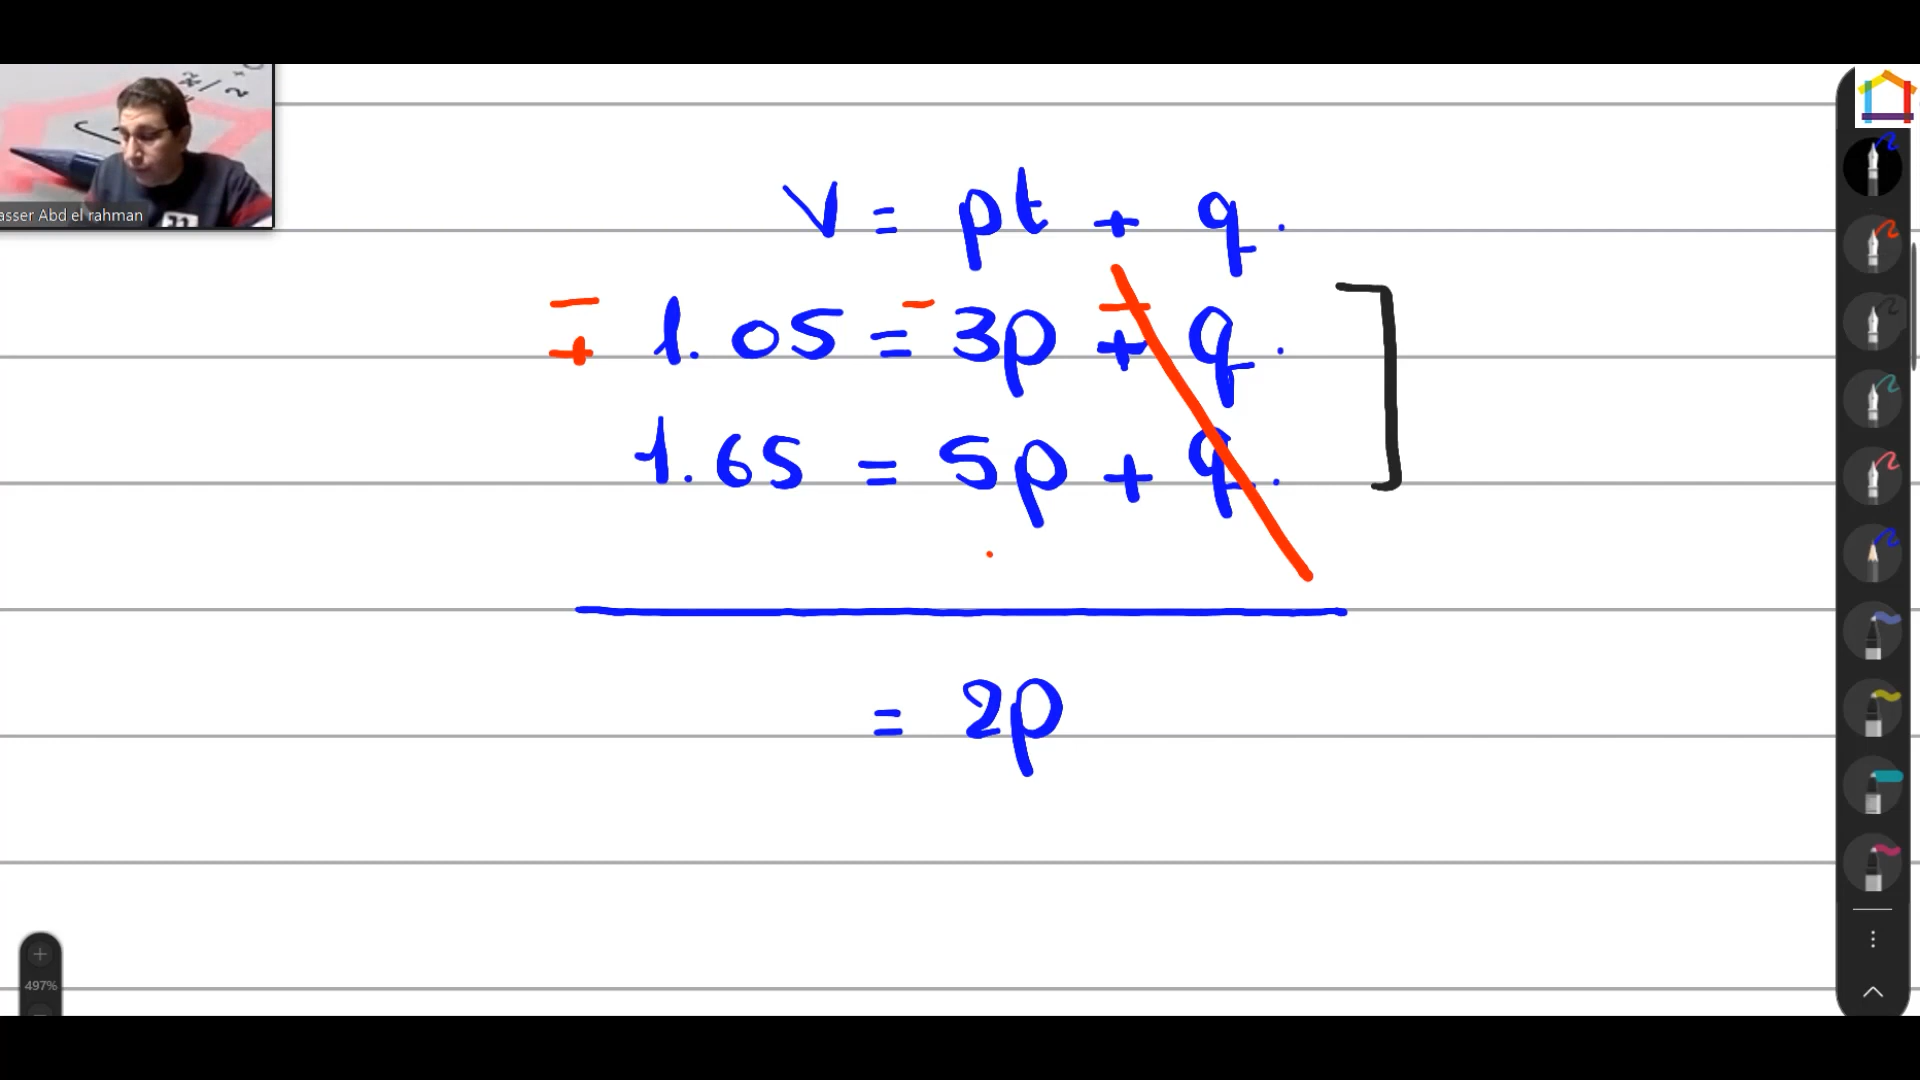 asser Abd el rahman
V = pt + q.
− 1.05 = − 3p − + q.
+ 1.65 = 5p + q.
= 2p
497%